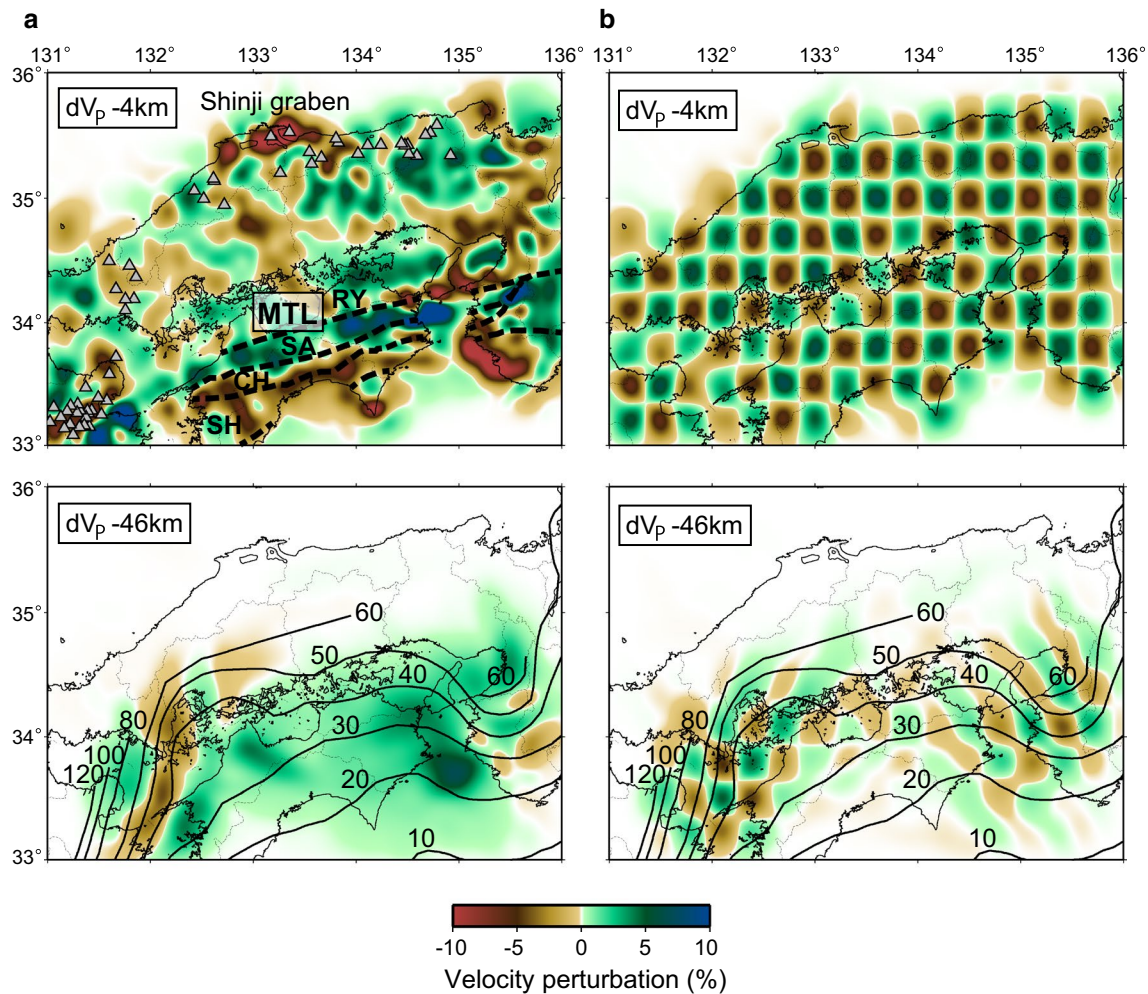 a
b
131° 132° 133° 134° 135° 136°
131° 132° 133° 134° 135° 136°
36°
35°
34°
33°
dVP -4km
Shinji graben
RY
MTL
SA
CH
SH
dVP -4km
36°
35°
34°
33°
dVP -46km
60
50
40
60
30
80
100
120
20
10
dVP -46km
60
50
40
60
30
80
100
120
20
10
-10 -5 0 5 10
Velocity perturbation (%)